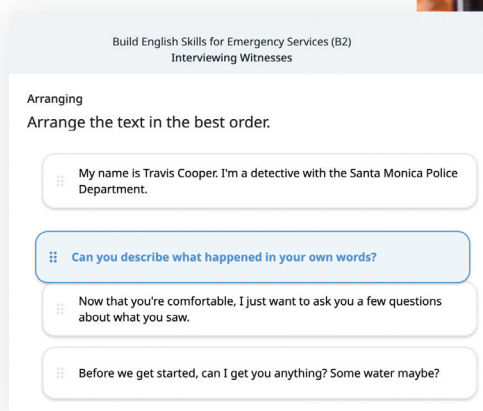 Build English Skills for Emergency Services (B2)
Interviewing Witnesses
Arranging
Arrange the text in the best order.
My name is Travis Cooper. I'm a detective with the Santa Monica Police
Department.
Can you describe what happened in your own words?
Now that you're comfortable, I just want to ask you a few questions
about what you saw.
Before we get started, can I get you anything? Some water maybe?